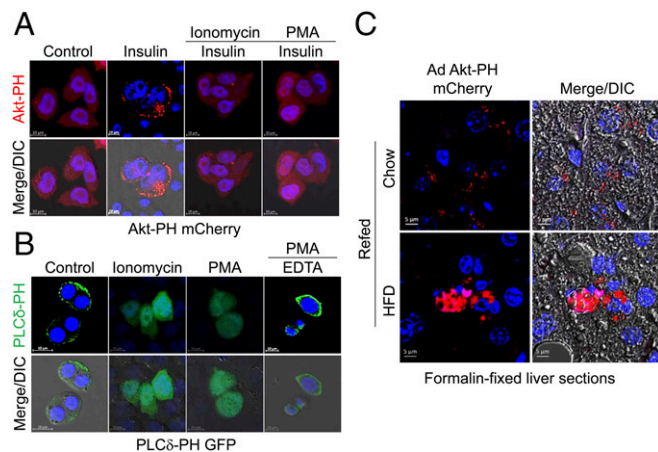 A
Ionomycin PMA
Control Insulin Insulin Insulin
Akt-PH
Merge/DIC
Akt-PH mCherry
B
PMA
Control Ionomycin PMA EDTA
PLCδ-PH
Merge/DIC
PLCδ-PH GFP
C
Ad Akt-PH
mCherry Merge/DIC
Refed
Chow
5 µm 5 µm
HFD
5 µm 5 µm
Formalin-fixed liver sections